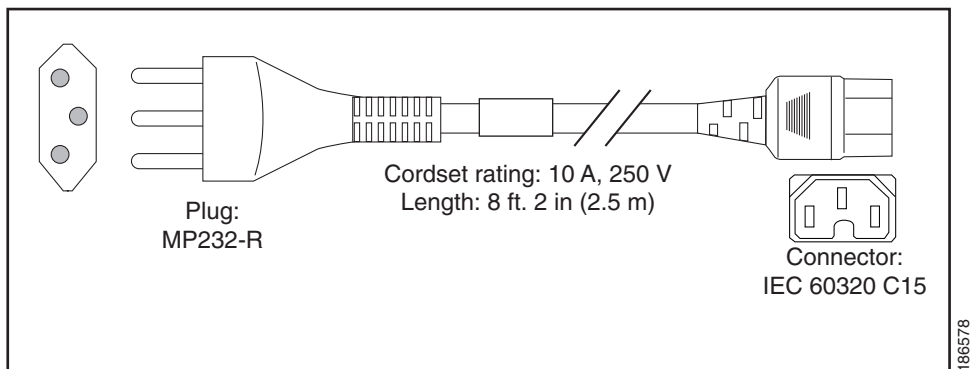 Cordset rating: 10 A, 250 V
Length: 8 ft. 2 in (2.5 m)
Plug:
MP232-R
Connector:
IEC 60320 C15
186578